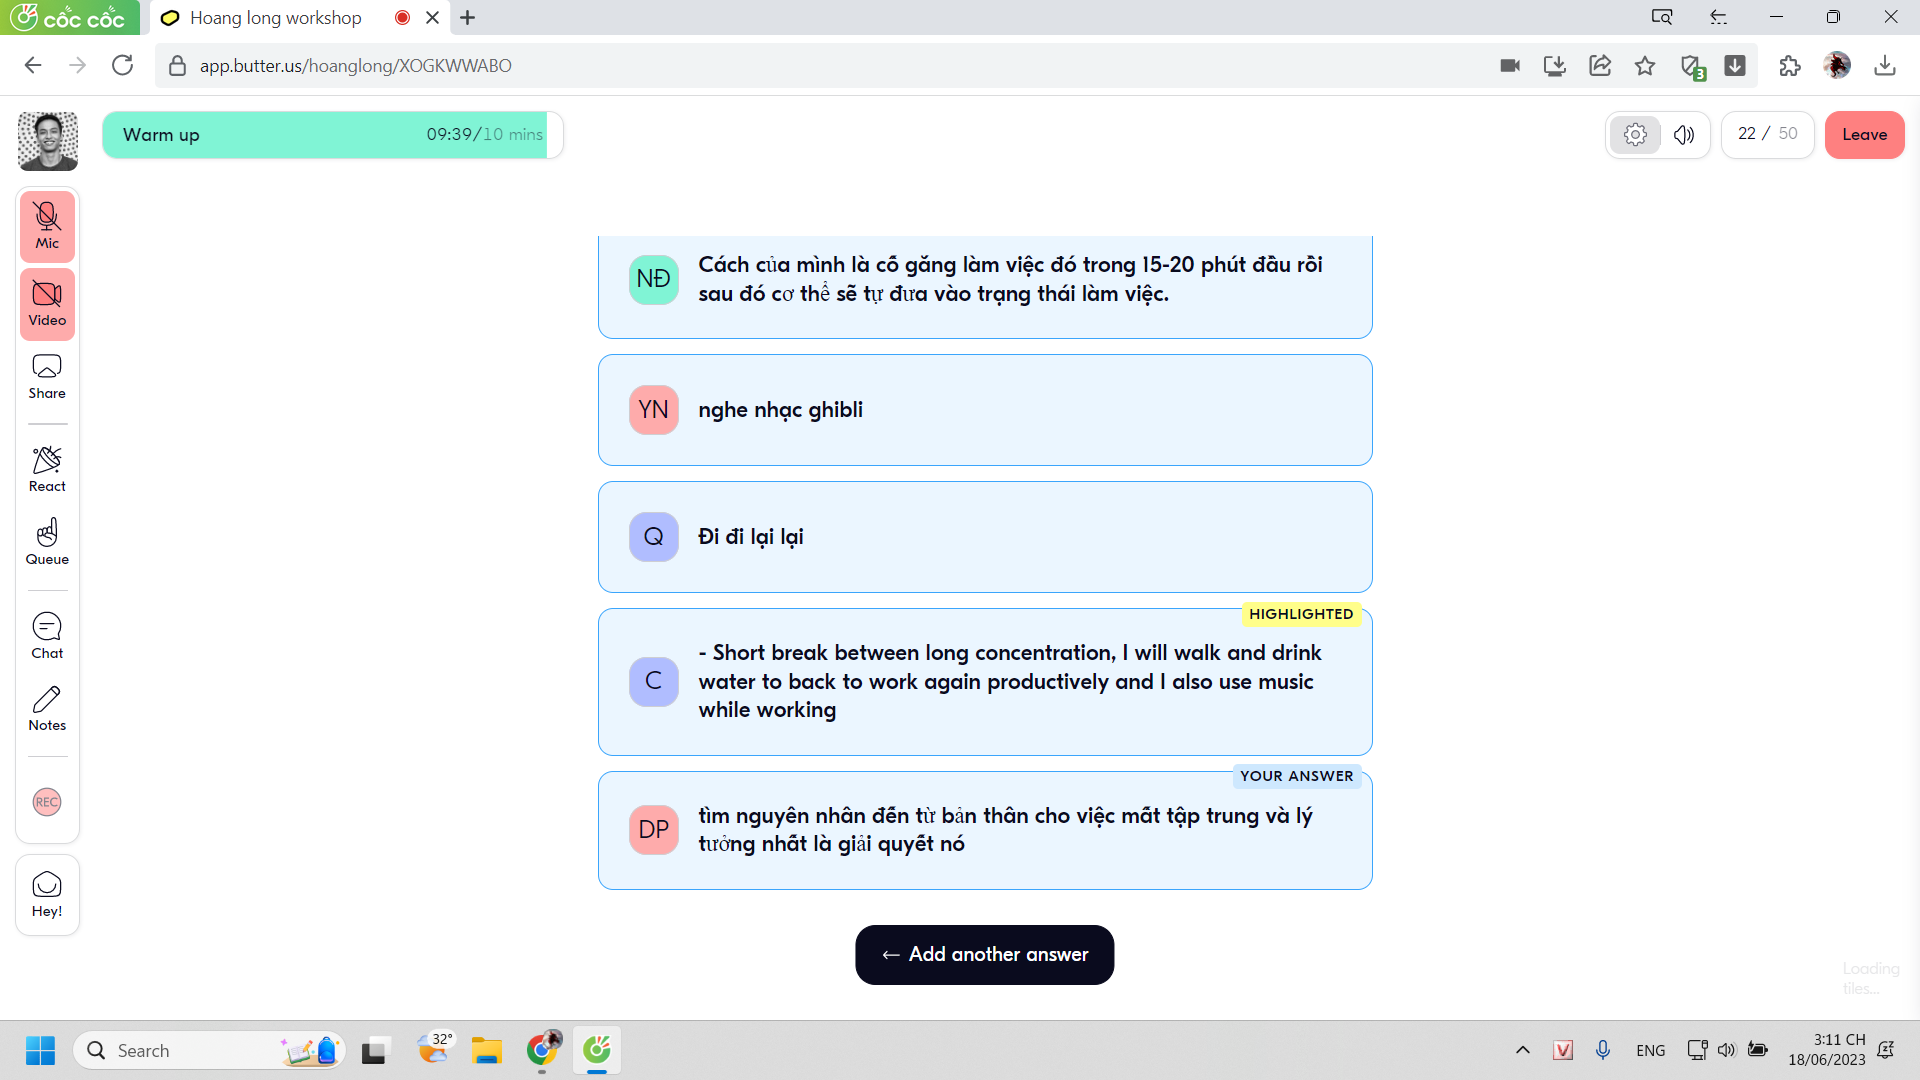 cốc cốc
Hoang long workshop
app.butter.us/hoanglong/XOGKWWABO
3
Warm up
09:39/10 mins
22 / 50
Leave
Mic
Video
Share
React
Queue
Chat
Notes
REC
Hey!
NĐ
Cách của mình là cố gắng làm việc đó trong 15-20 phút đầu rồi
sau đó cơ thể sẽ tự đưa vào trạng thái làm việc.
YN
nghe nhạc ghibli
Q
Đi đi lại lại
HIGHLIGHTED
C
- Short break between long concentration, I will walk and drink
water to back to work again productively and I also use music
while working
YOUR ANSWER
DP
tìm nguyên nhân đến từ bản thân cho việc mất tập trung và lý
tưởng nhất là giải quyết nó
← Add another answer
Loading
tiles...
Search
32°
V
ENG
3:11 CH
18/06/2023